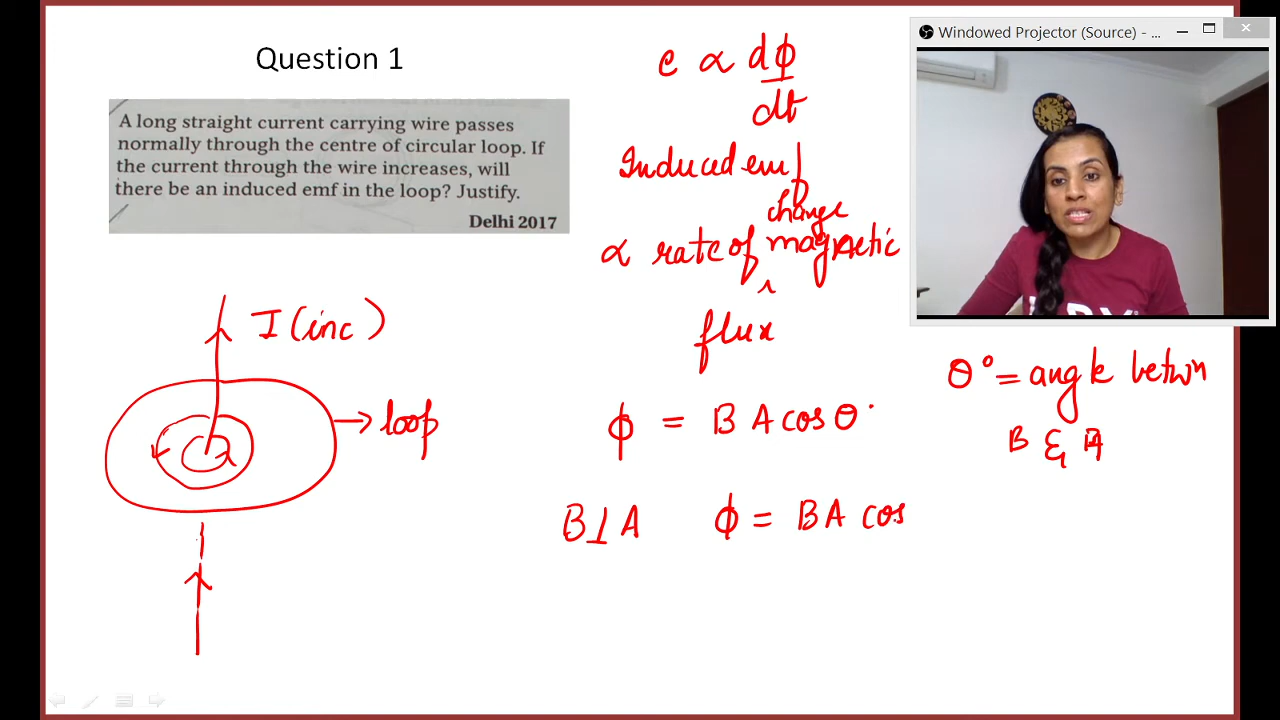 Question 1
A long straight current carrying wire passes
normally through the centre of circular loop. If
the current through the wire increases, will
there be an induced emf in the loop? Justify.
Delhi 2017
e ∝ dϕ
dt
Induced emf
change
∝ rate of magnetic
flux
Windowed Projector (Source) - ...
I (inc)
loop
ϕ = B A cos θ
θ° = angle betwn
B & A
B ⊥ A ϕ = B A cos